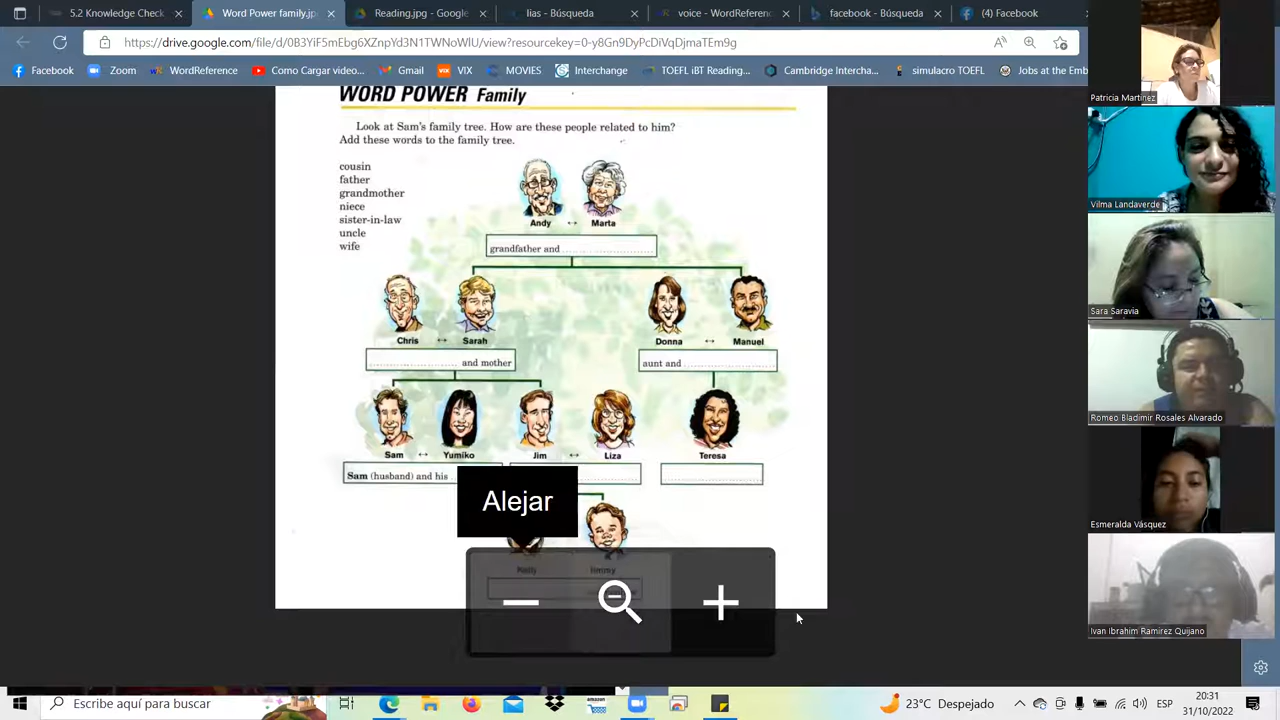 5.2 Knowledge Check
Word Power family.jp
Reading.jpg - Google
lias - Búsqueda
voice - WordReferenc
facebook - Búsqueda
(4) Facebook
https://drive.google.com/file/d/0B3YiF5mEbg6XZnpYd3N1TWNoWlU/view?resourcekey=0-y8Gn9DyPcDiVqDjmaTEm9g
Facebook
Zoom
WordReference
Como Cargar video...
Gmail
VIX
MOVIES
Interchange
TOEFL iBT Reading...
Cambridge Intercha...
simulacro TOEFL
Jobs at the Emb
WORD POWER Family
Look at Sam's family tree. How are these people related to him?
Add these words to the family tree.
cousin
father
grandmother
niece
sister-in-law
uncle
wife
Andy ↔ Marta
grandfather and
Chris ↔ Sarah
Donna ↔ Manuel
and mother
aunt and
Sam ↔ Yumiko
Jim ↔ Liza
Teresa
Sam (husband) and his
Alejar
Kelly
Jimmy
Patricia Martinez
Vilma Landaverde
Sara Saravia
Romeo Bladimir Rosales Alvarado
Esmeralda Vásquez
Ivan Ibrahim Ramirez Quijano
Escribe aquí para buscar
amazon
23°C Despejado
ESP
20:31
31/10/2022